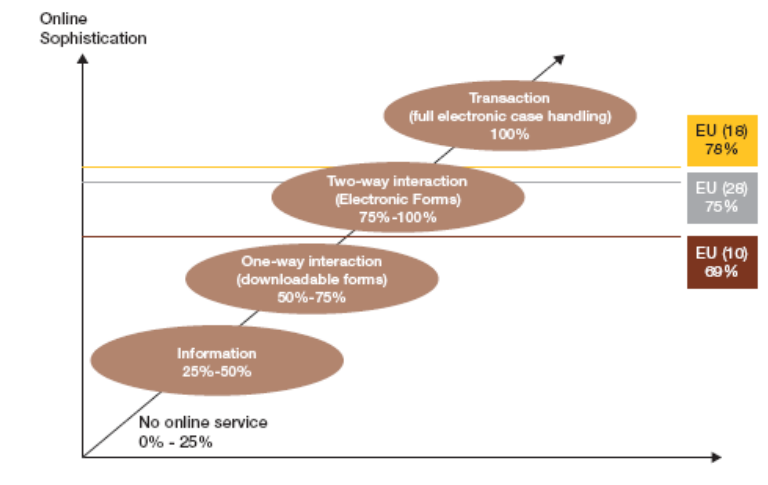 Online
Sophistication
Transaction
(full electronic case handling)
100%
EU (18)
78%
Two-way interaction
(Electronic Forms)
75%-100%
EU (28)
75%
One-way interaction
(downloadable forms)
50%-75%
EU (10)
69%
Information
25%-50%
No online service
0% - 25%